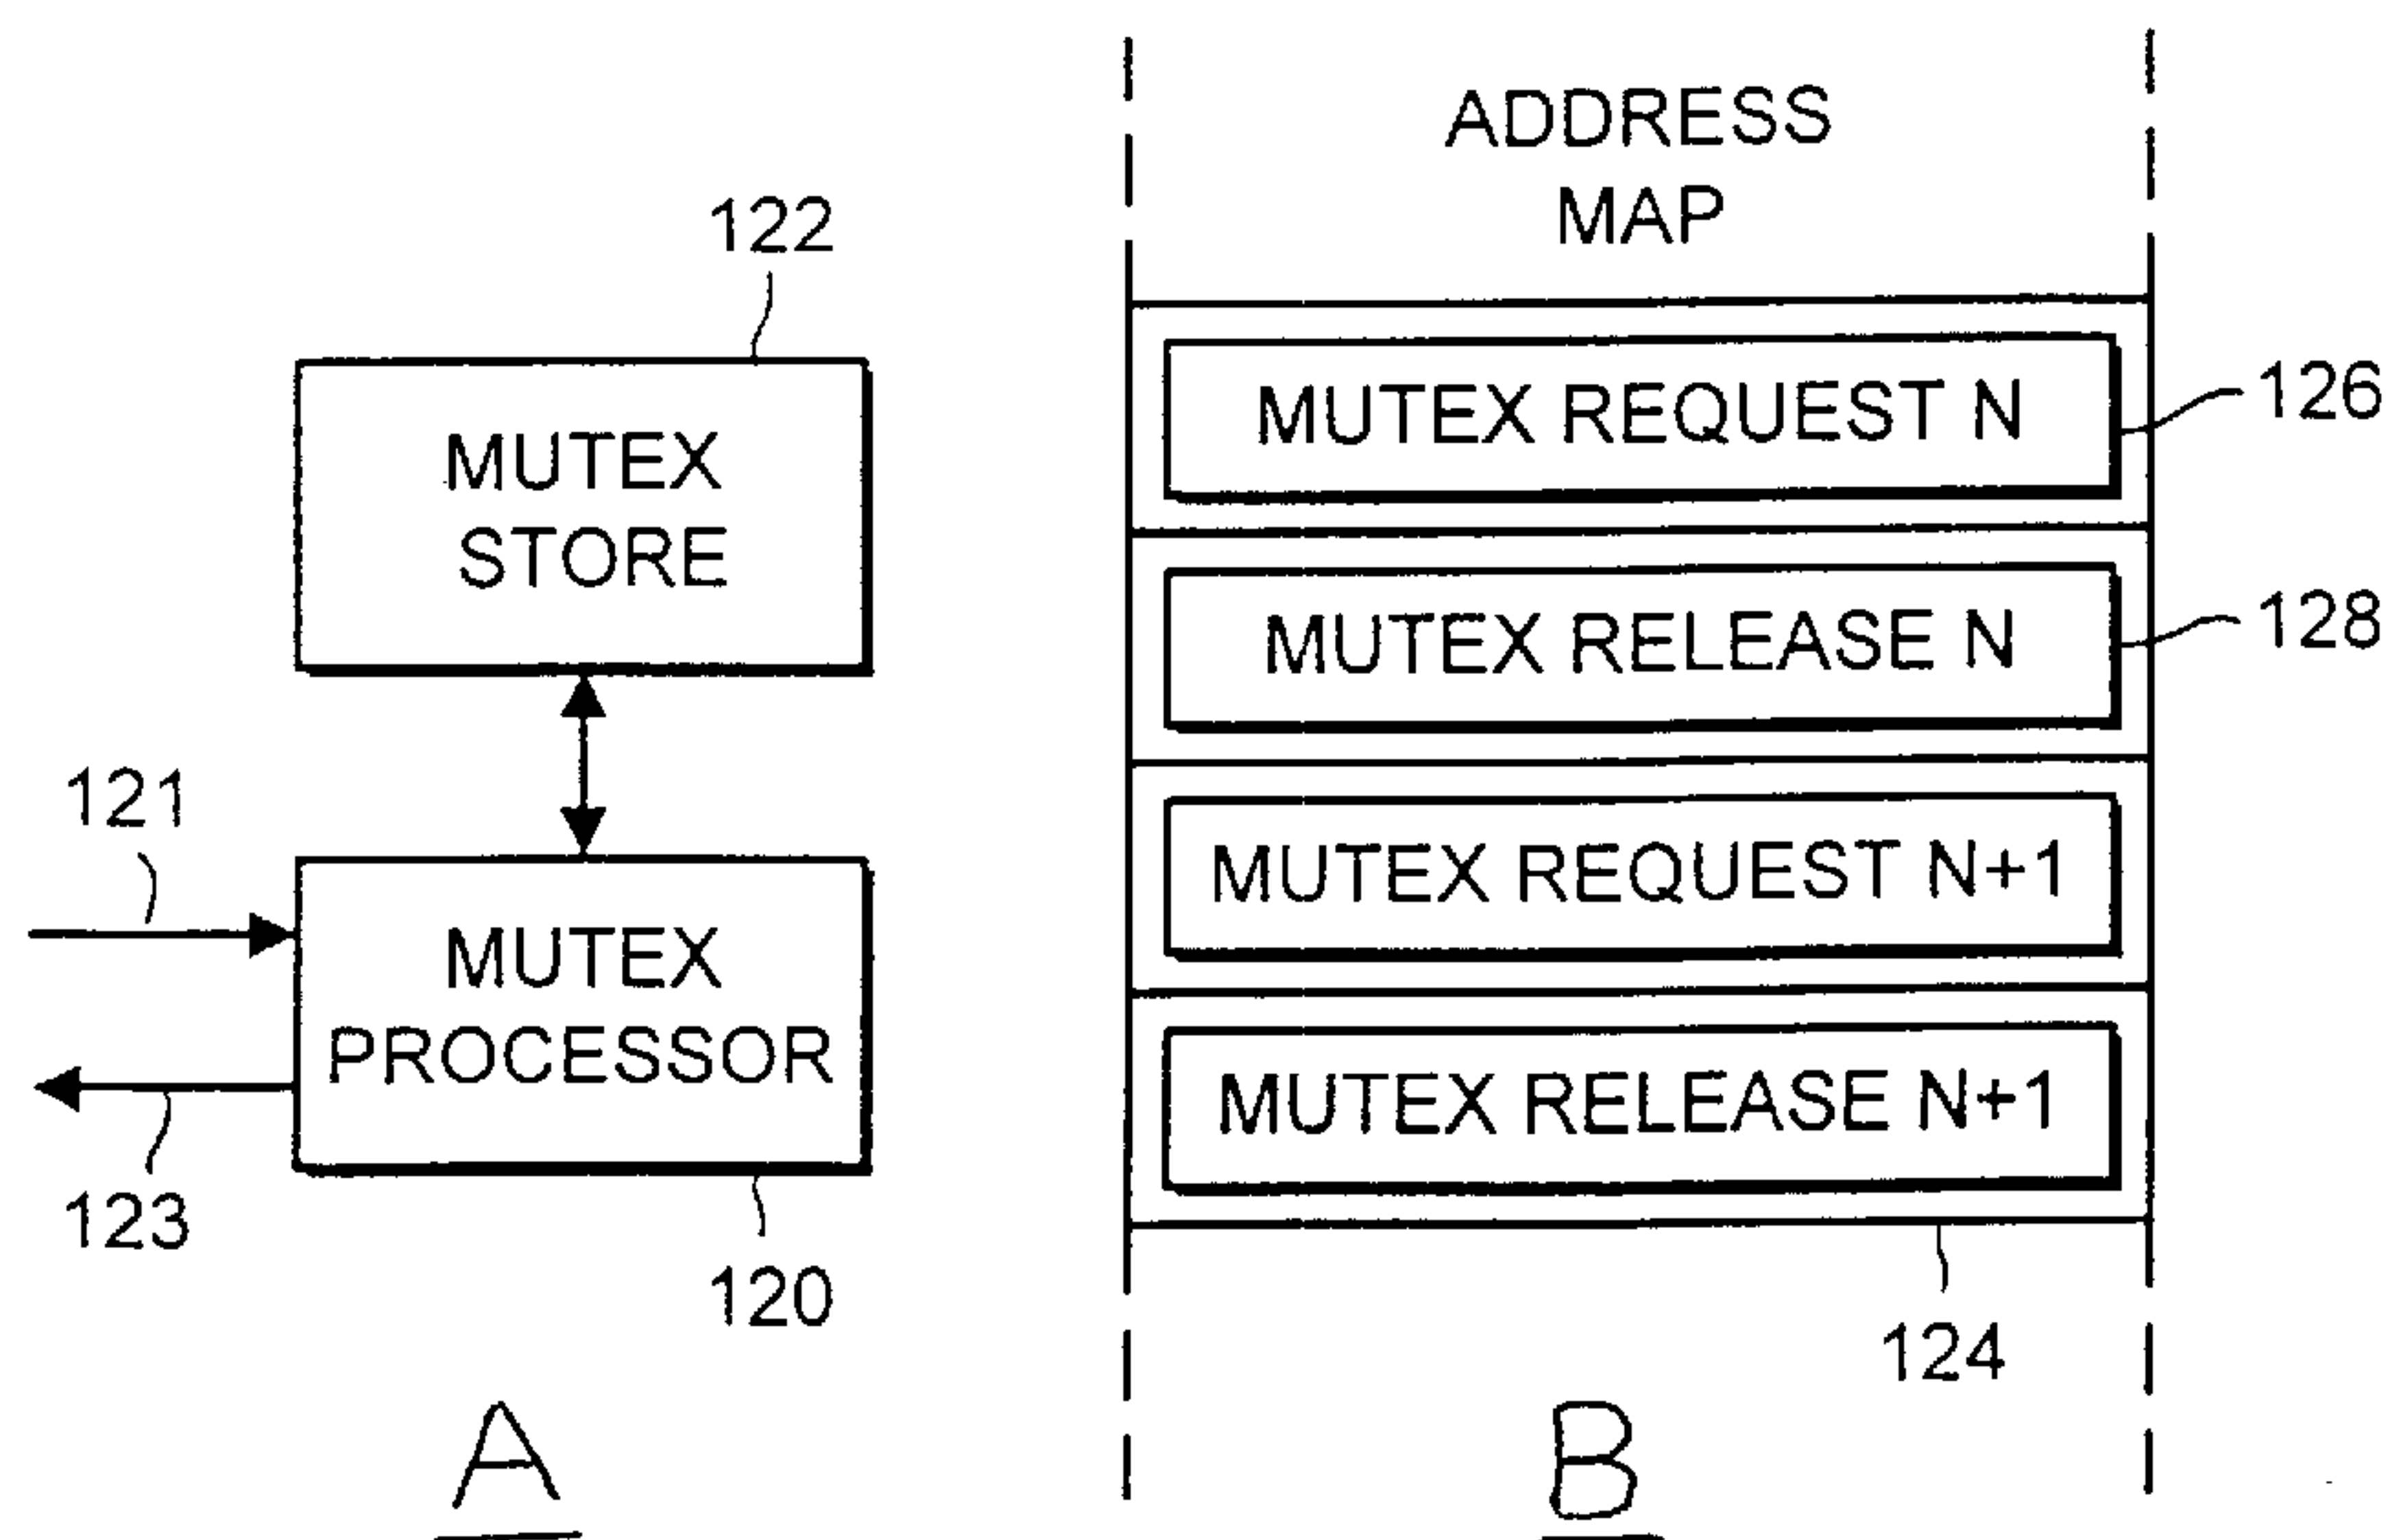 122
MUTEX
STORE
121
MUTEX
PROCESSOR
123
120
A
ADDRESS
MAP
MUTEX REQUEST N
126
MUTEX RELEASE N
128
MUTEX REQUEST N+1
MUTEX RELEASE N+1
124
B